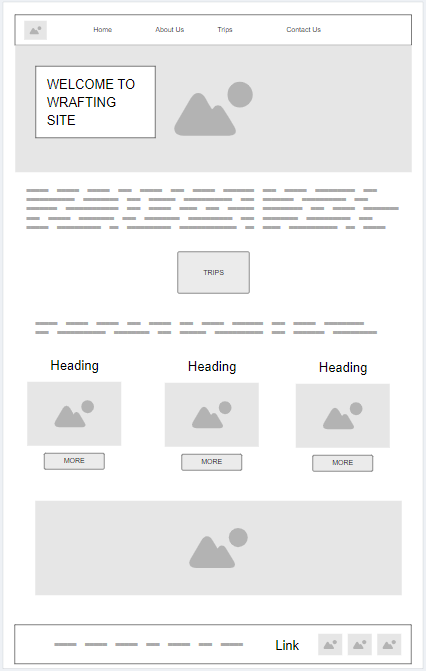 Home About Us Trips Contact Us
WELCOME TO
WRAFTING
SITE
TRIPS
Heading Heading Heading
MORE MORE MORE
Link